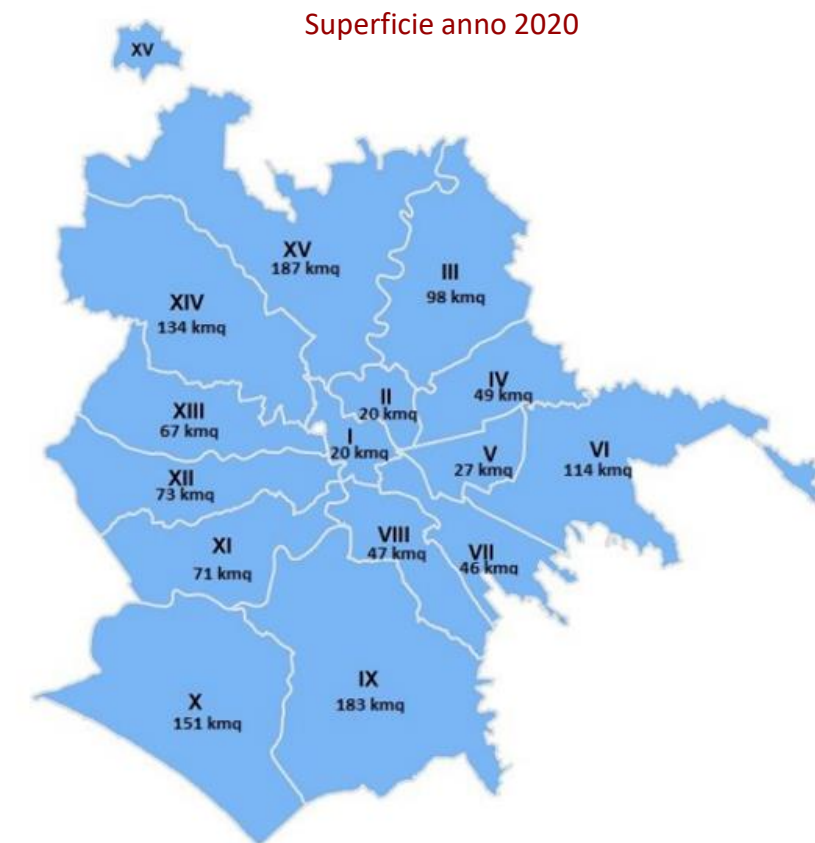 Superficie anno 2020
XV
XV
187 kmq
III
98 kmq
XIV
134 kmq
IV
49 kmq
II
20 kmq
XIII
67 kmq
I
20 kmq
V
27 kmq
VI
114 kmq
XII
73 kmq
VIII
47 kmq
XI
71 kmq
VII
46 kmq
IX
183 kmq
X
151 kmq